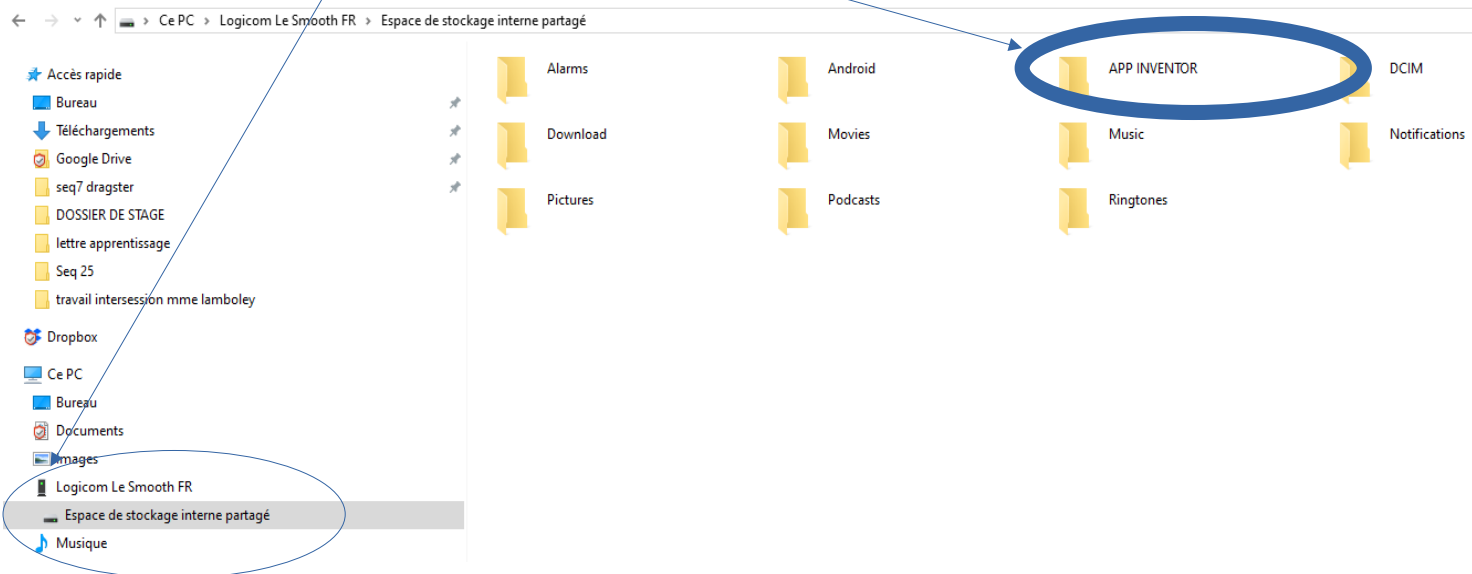 Ce PC > Logicom Le Smooth FR > Espace de stockage interne partagé
Accès rapide
Bureau
Téléchargements
Google Drive
seq7 dragster
DOSSIER DE STAGE
lettre apprentissage
Seq 25
travail intersession mme lamboley
Dropbox
Ce PC
Bureau
Documents
Images
Logicom Le Smooth FR
Espace de stockage interne partagé
Musique
Alarms
Android
APP INVENTOR
DCIM
Download
Movies
Music
Notifications
Pictures
Podcasts
Ringtones